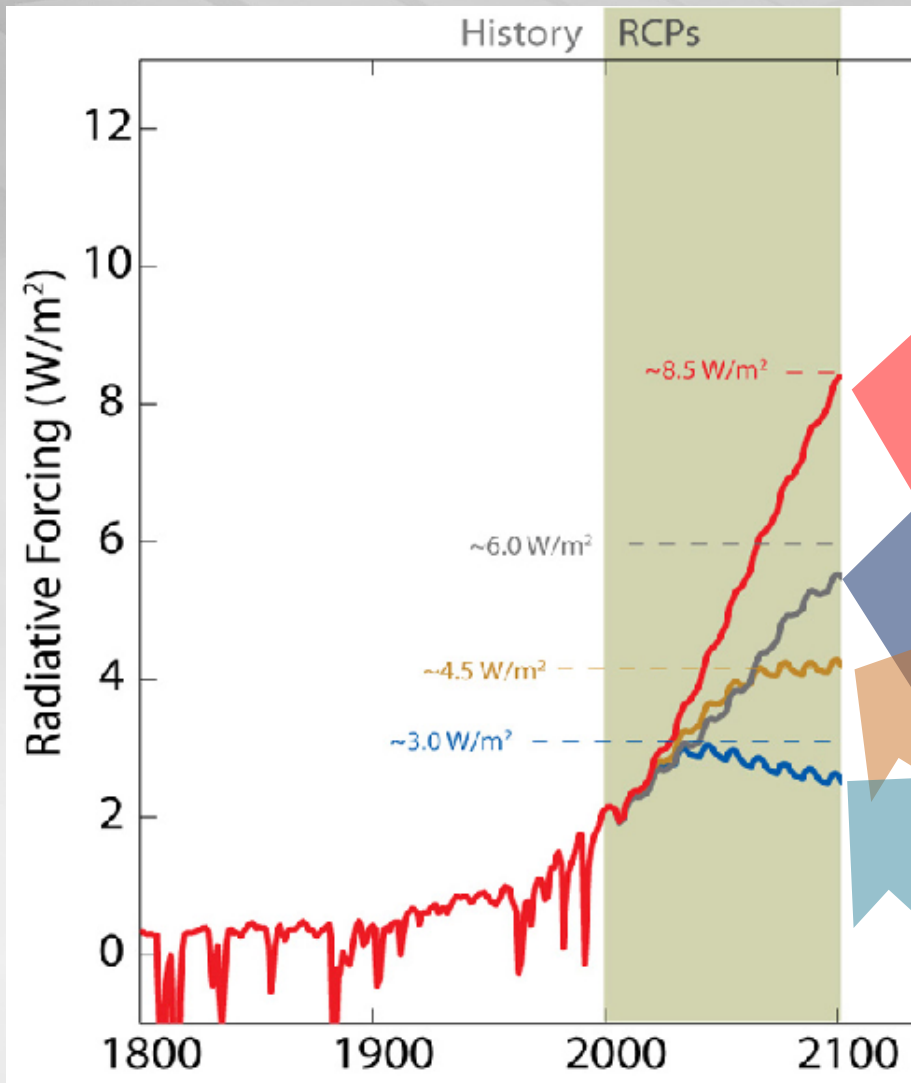 History RCPs
12
10
~8.5 W/m²
8
6
~6.0 W/m²
4
~4.5 W/m²
~3.0 W/m²
2
0
Radiative Forcing (W/m²)
1800 1900 2000 2100